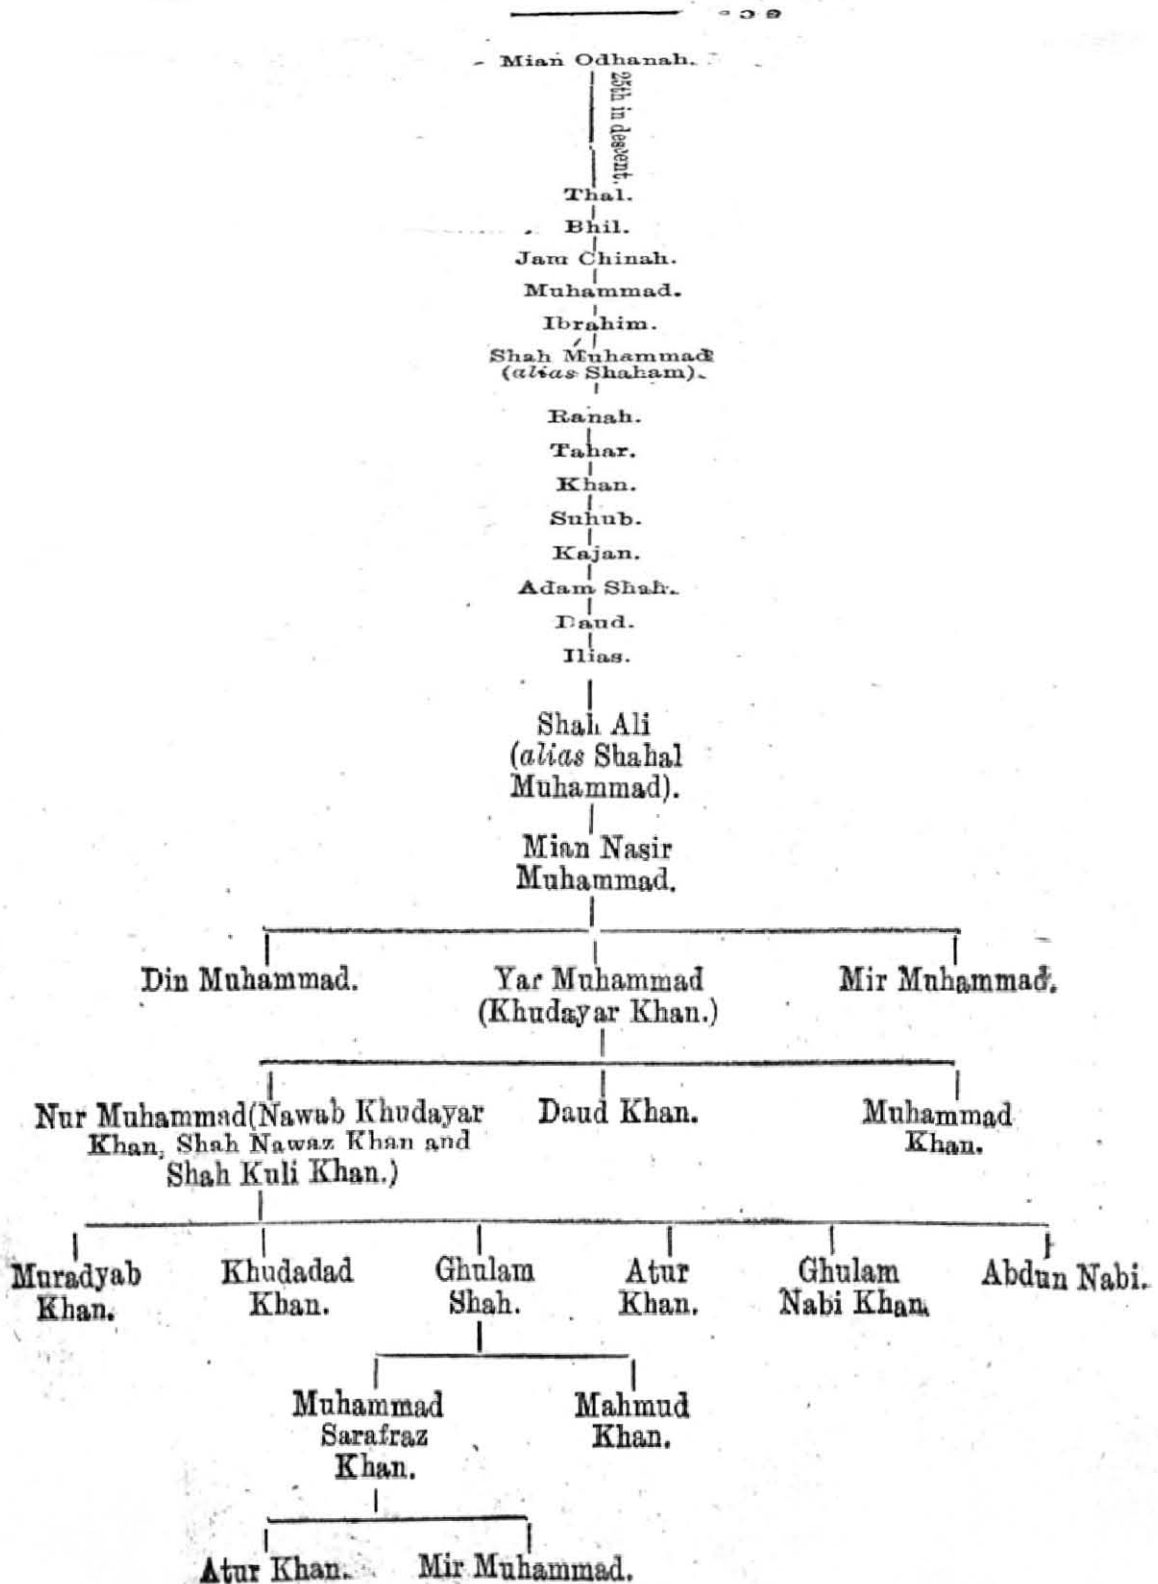 Mian Odhanah.
25th in descent.
Thal.
Bhil.
Jam Chinah.
Muhammad.
Ibrahim.
Shah Muhammad
(alias Shaham).
Ranah.
Tahar.
Khan.
Suhub.
Kajan.
Adam Shah.
Daud.
Ilias.
Shah Ali
(alias Shahal
Muhammad).
Mian Nasir
Muhammad.
Din Muhammad. Yar Muhammad Mir Muhammad.
(Khudayar Khan.)
Nur Muhammad(Nawab Khudayar Daud Khan. Muhammad
Khan, Shah Nawaz Khan and Khan.
Shah Kuli Khan.)
Muradyab Khudadad Ghulam Atur Ghulam Abdun Nabi.
Khan. Khan. Shah. Khan. Nabi Khan.
Muhammad Mahmud
Sarafraz Khan.
Khan.
Atur Khan. Mir Muhammad.